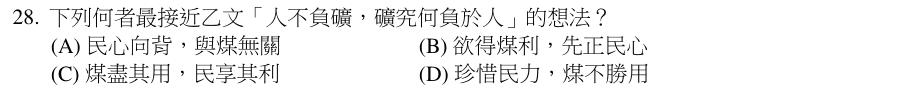 28. 下列何者最接近乙文「人不負礦，礦究何負於人」的想法？
(A) 民心向背，與煤無關 (B) 欲得煤利，先正民心
(C) 煤盡其用，民享其利 (D) 珍惜民力，煤不勝用